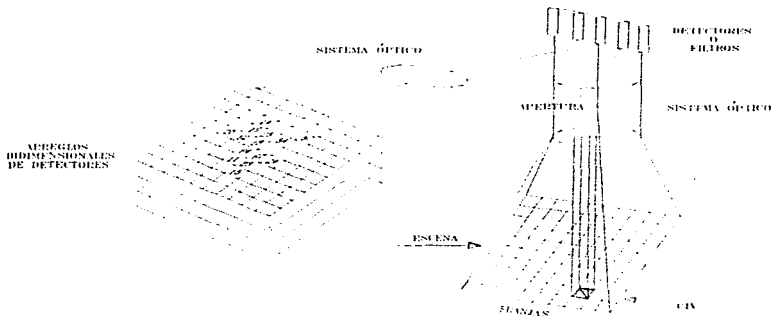 SISTEMA ÓPTICO
DETECTORES
O
FILTROS
APERTURA
SISTEMA ÓPTICO
ARREGLOS
BIDIMENSIONALES
DE DETECTORES
ESCENA
FRANJAS